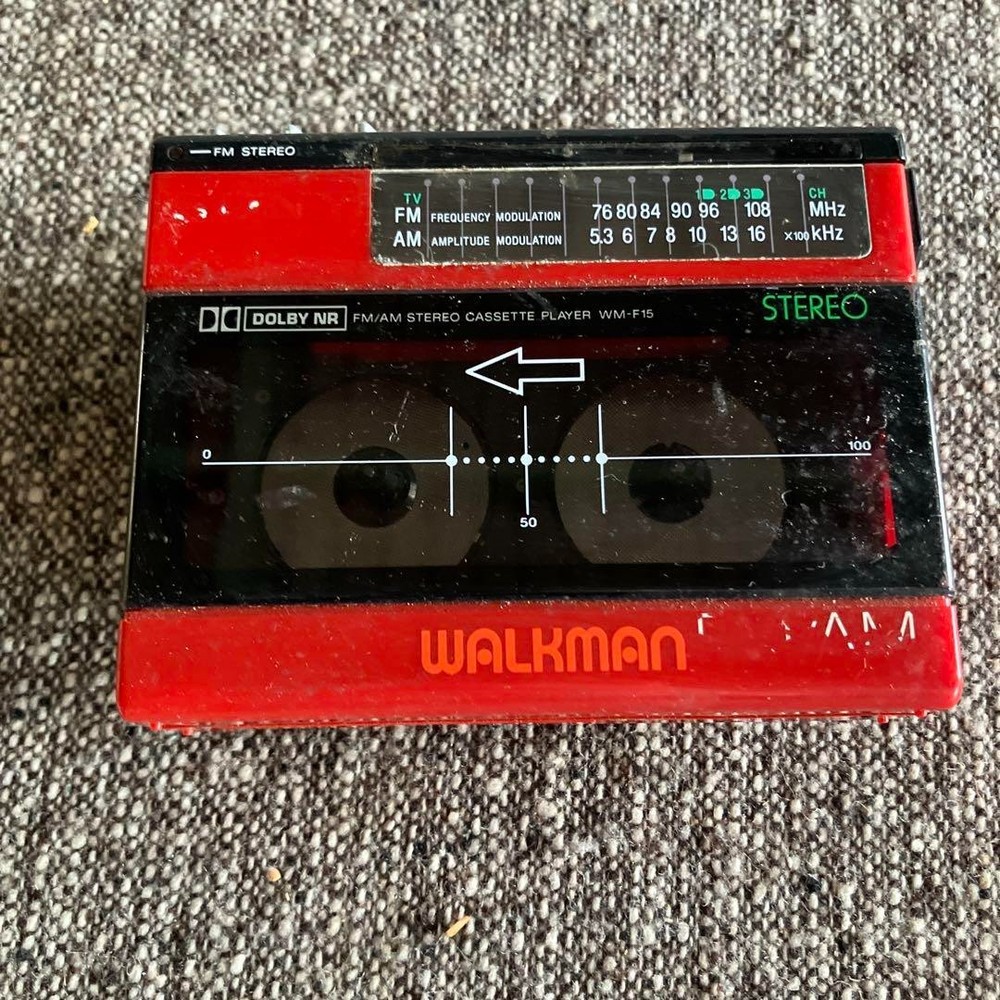 FM STEREO
TV 1 2 3 CH
FM FREQUENCY MODULATION 76 80 84 90 96 108 MHz
AM AMPLITUDE MODULATION 5.3 6 7 8 10 13 16 ×100 kHz
DOLBY NR FM/AM STEREO CASSETTE PLAYER WM-F15 STEREO
0 100
50
WALKMAN